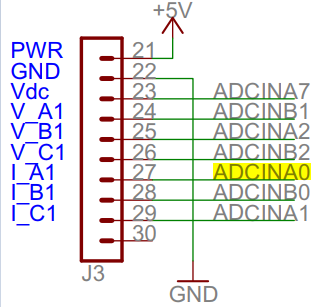 +5V
PWR 21
GND 22
Vdc 23 ADCINA7
V_A1 24 ADCINB1
V_B1 25 ADCINA2
V_C1 26 ADCINB2
I_A1 27 ADCINA0
I_B1 28 ADCINB0
I_C1 29 ADCINA1
30
J3
GND